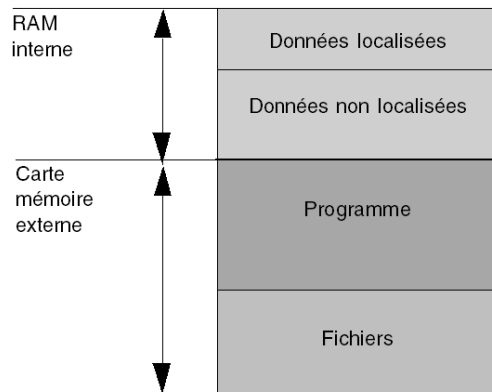 RAM
interne
Données localisées
Données non localisées
Carte
mémoire
externe
Programme
Fichiers